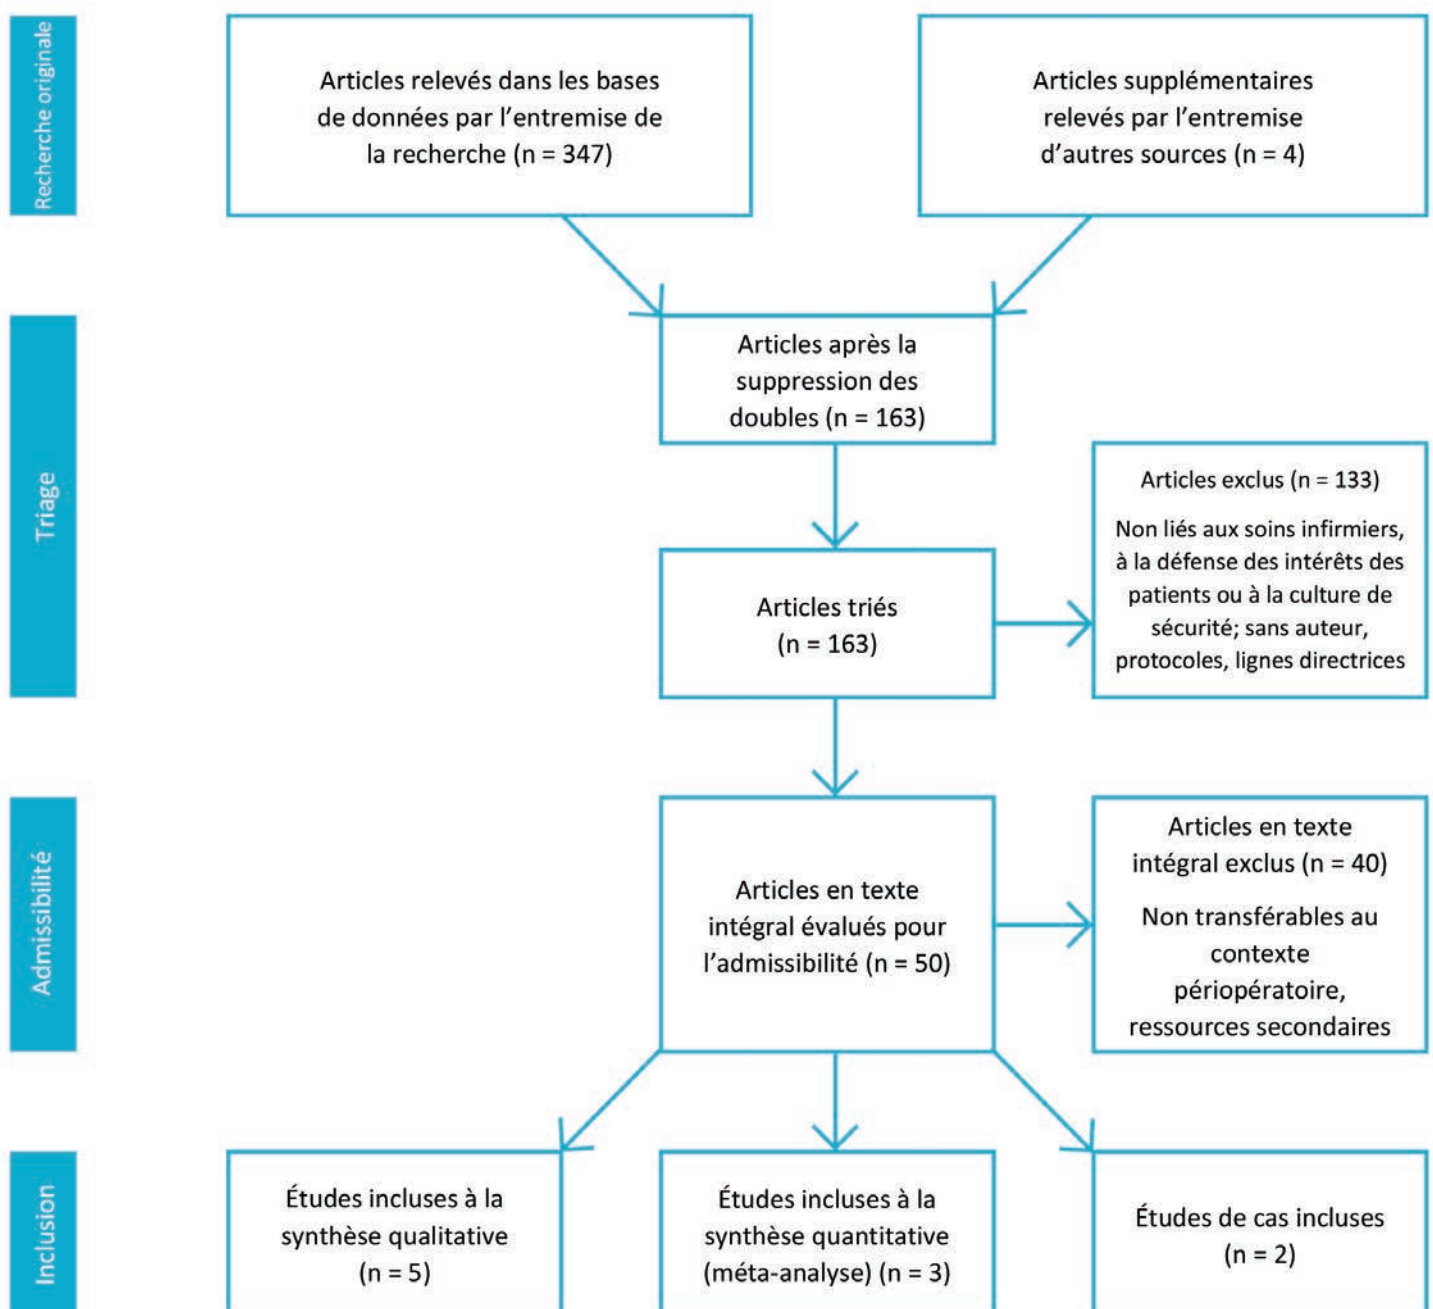 Recherche originale
Articles relevés dans les bases
de données par l’entremise de
la recherche (n = 347)
Articles supplémentaires
relevés par l’entremise
d’autres sources (n = 4)
Triage
Articles après la
suppression des
doubles (n = 163)
Articles triés
(n = 163)
Articles exclus (n = 133)
Non liés aux soins infirmiers,
à la défense des intérêts des
patients ou à la culture de
sécurité; sans auteur,
protocoles, lignes directrices
Admissibilité
Articles en texte
intégral évalués pour
l’admissibilité (n = 50)
Articles en texte
intégral exclus (n = 40)
Non transférables au
contexte
périopératoire,
ressources secondaires
Inclusion
Études incluses à la
synthèse qualitative
(n = 5)
Études incluses à la
synthèse quantitative
(méta-analyse) (n = 3)
Études de cas incluses
(n = 2)